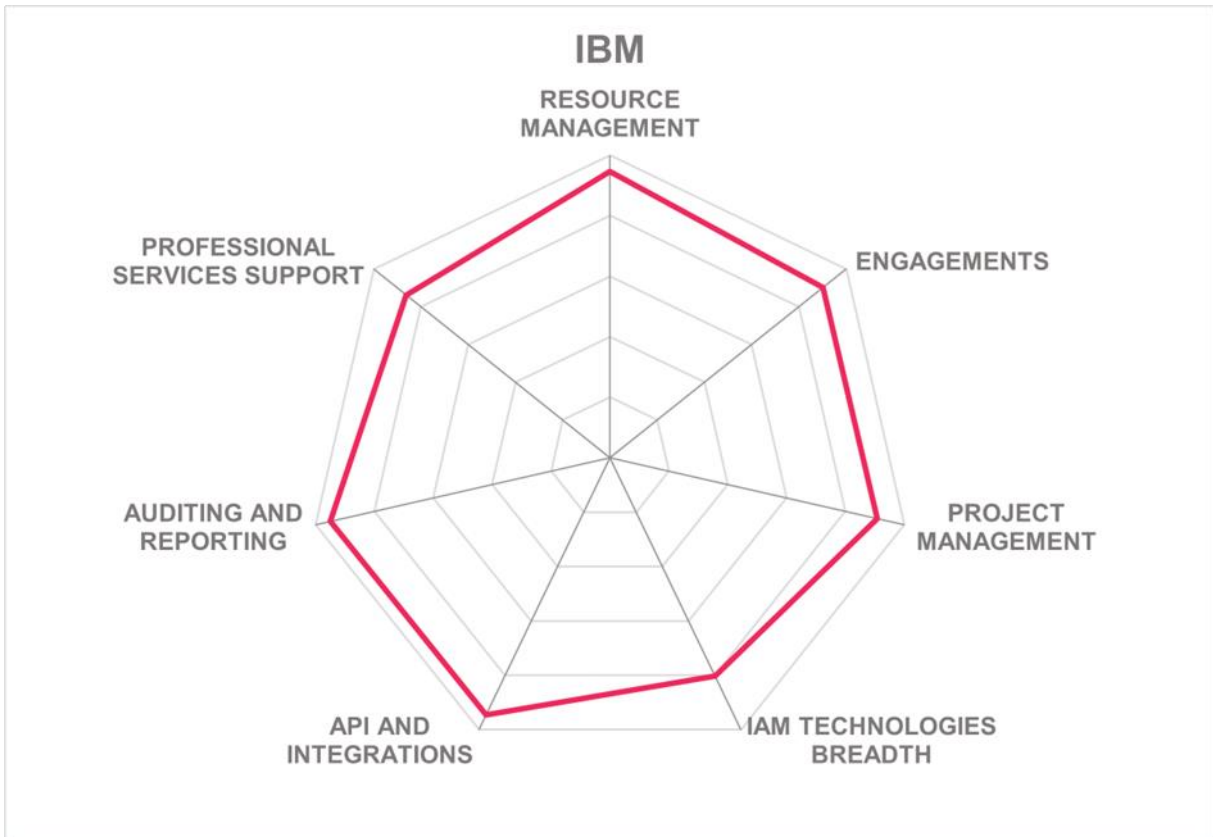 IBM
RESOURCE
MANAGEMENT
PROFESSIONAL
SERVICES SUPPORT
ENGAGEMENTS
AUDITING AND
REPORTING
PROJECT
MANAGEMENT
API AND
INTEGRATIONS
IAM TECHNOLOGIES
BREADTH